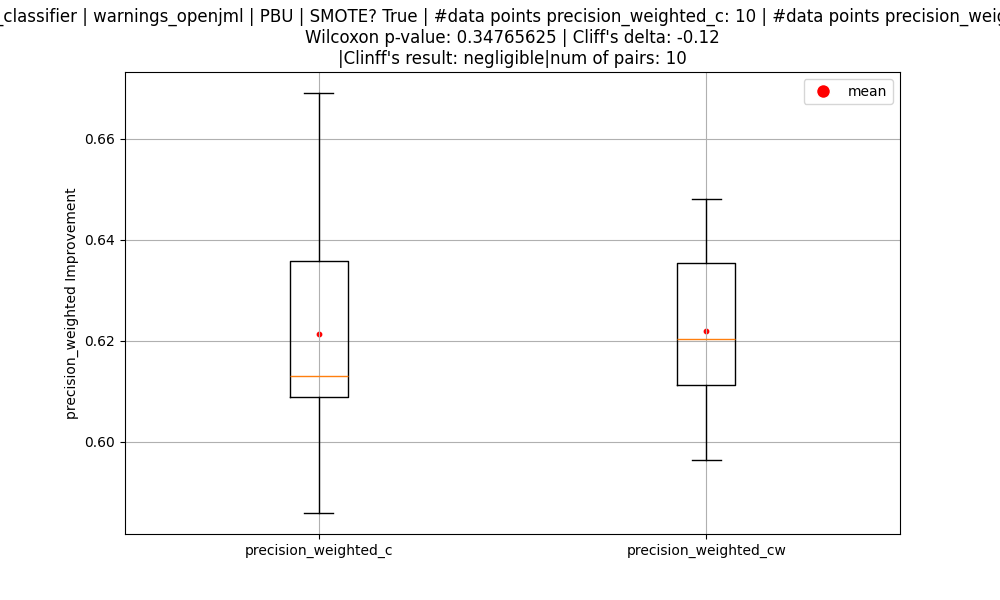 _classifier | warnings_openjml | PBU | SMOTE? True | #data points precision_weighted_c: 10 | #data points
Wilcoxon p-value: 0.34765625 | Cliff's delta: -0.12
|Clinff's result: negligible|num of pairs: 10
mean
0.66
0.64
0.62
0.60
precision_weighted Improvement
precision_weighted_c
precision_weighted_cw